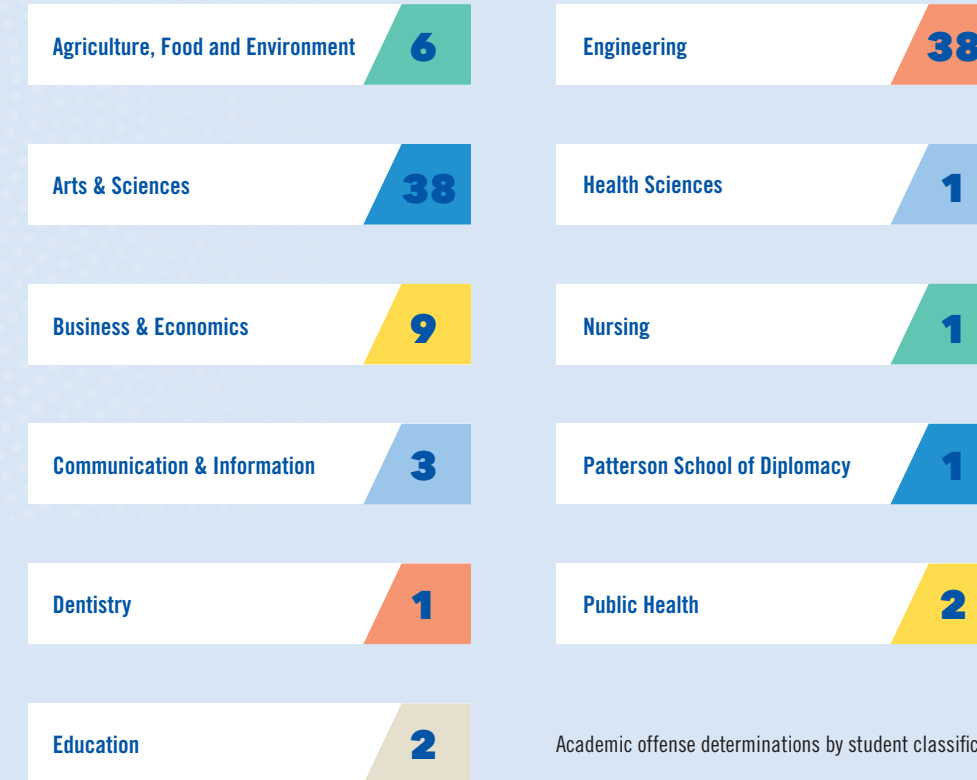 Agriculture, Food and Environment 6
Arts & Sciences 38
Business & Economics 9
Communication & Information 3
Dentistry 1
Education 2
Engineering 38
Health Sciences 1
Nursing 1
Patterson School of Diplomacy 1
Public Health 2
Academic offense determinations by student